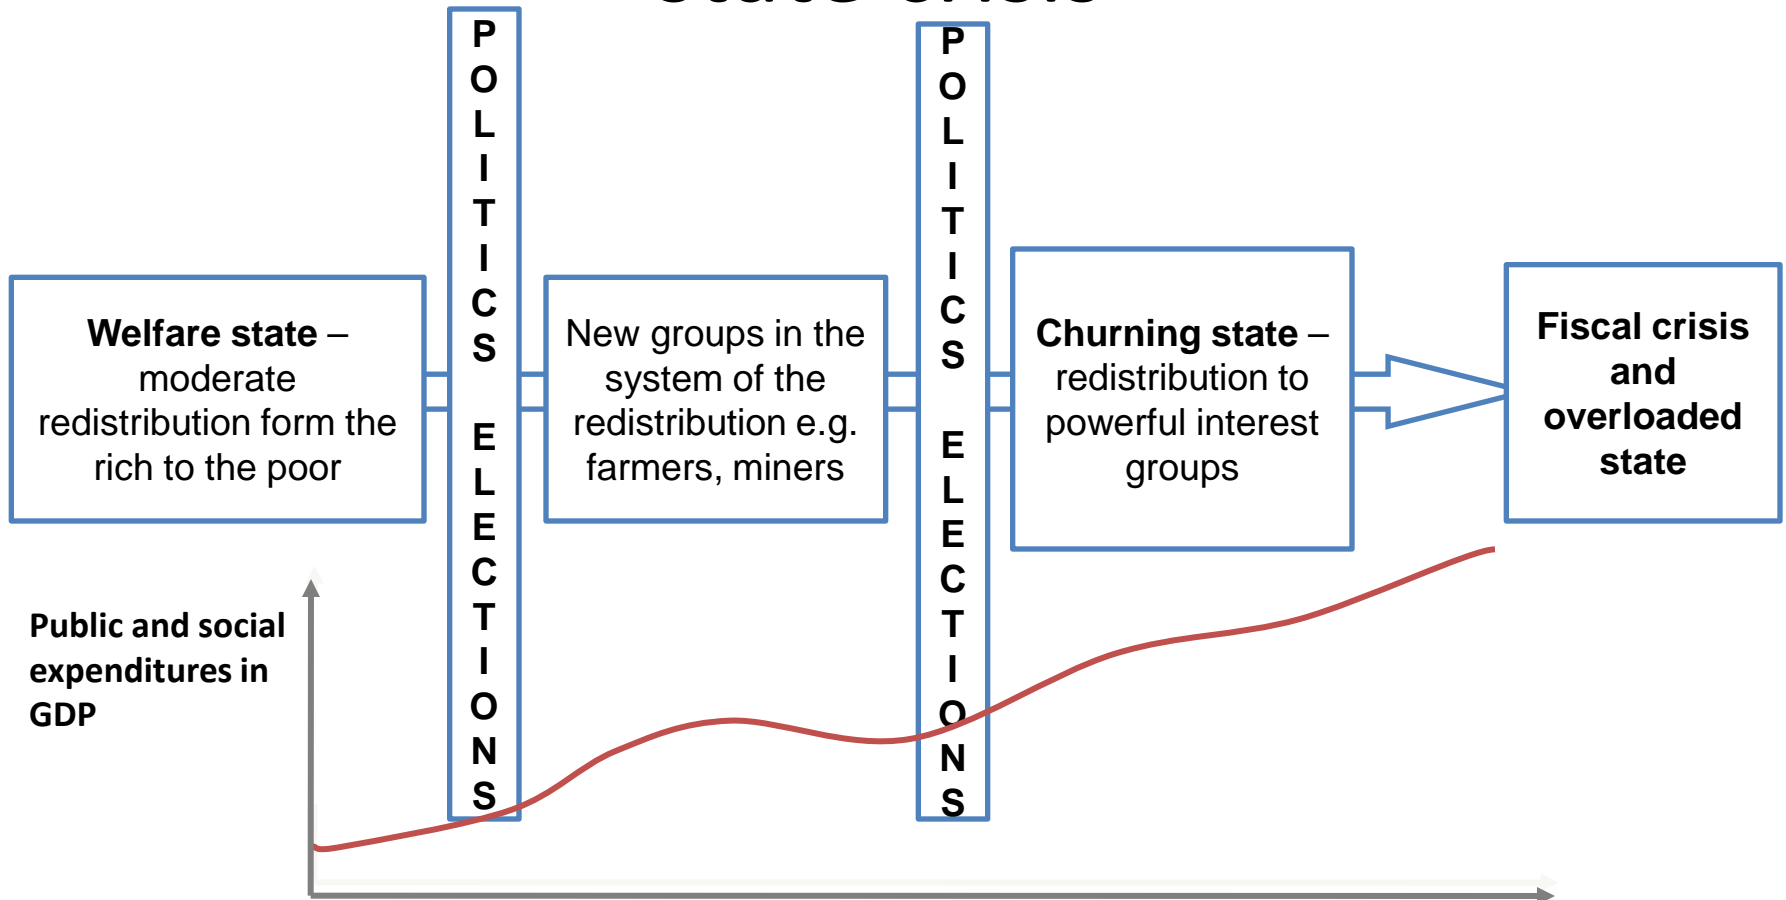 state crisis
POLITICS ELECTIONS
POLITICS ELECTIONS
Welfare state –
moderate
redistribution form the
rich to the poor
New groups in the
system of the
redistribution e.g.
farmers, miners
Churning state –
redistribution to
powerful interest
groups
Fiscal crisis
and
overloaded
state
Public and social
expenditures in
GDP